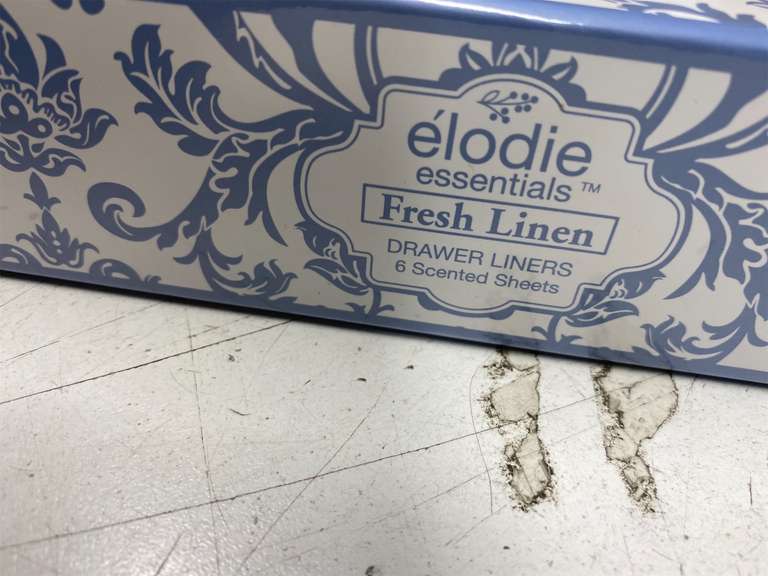 élodie
essentials™
Fresh Linen
DRAWER LINERS
6 Scented Sheets